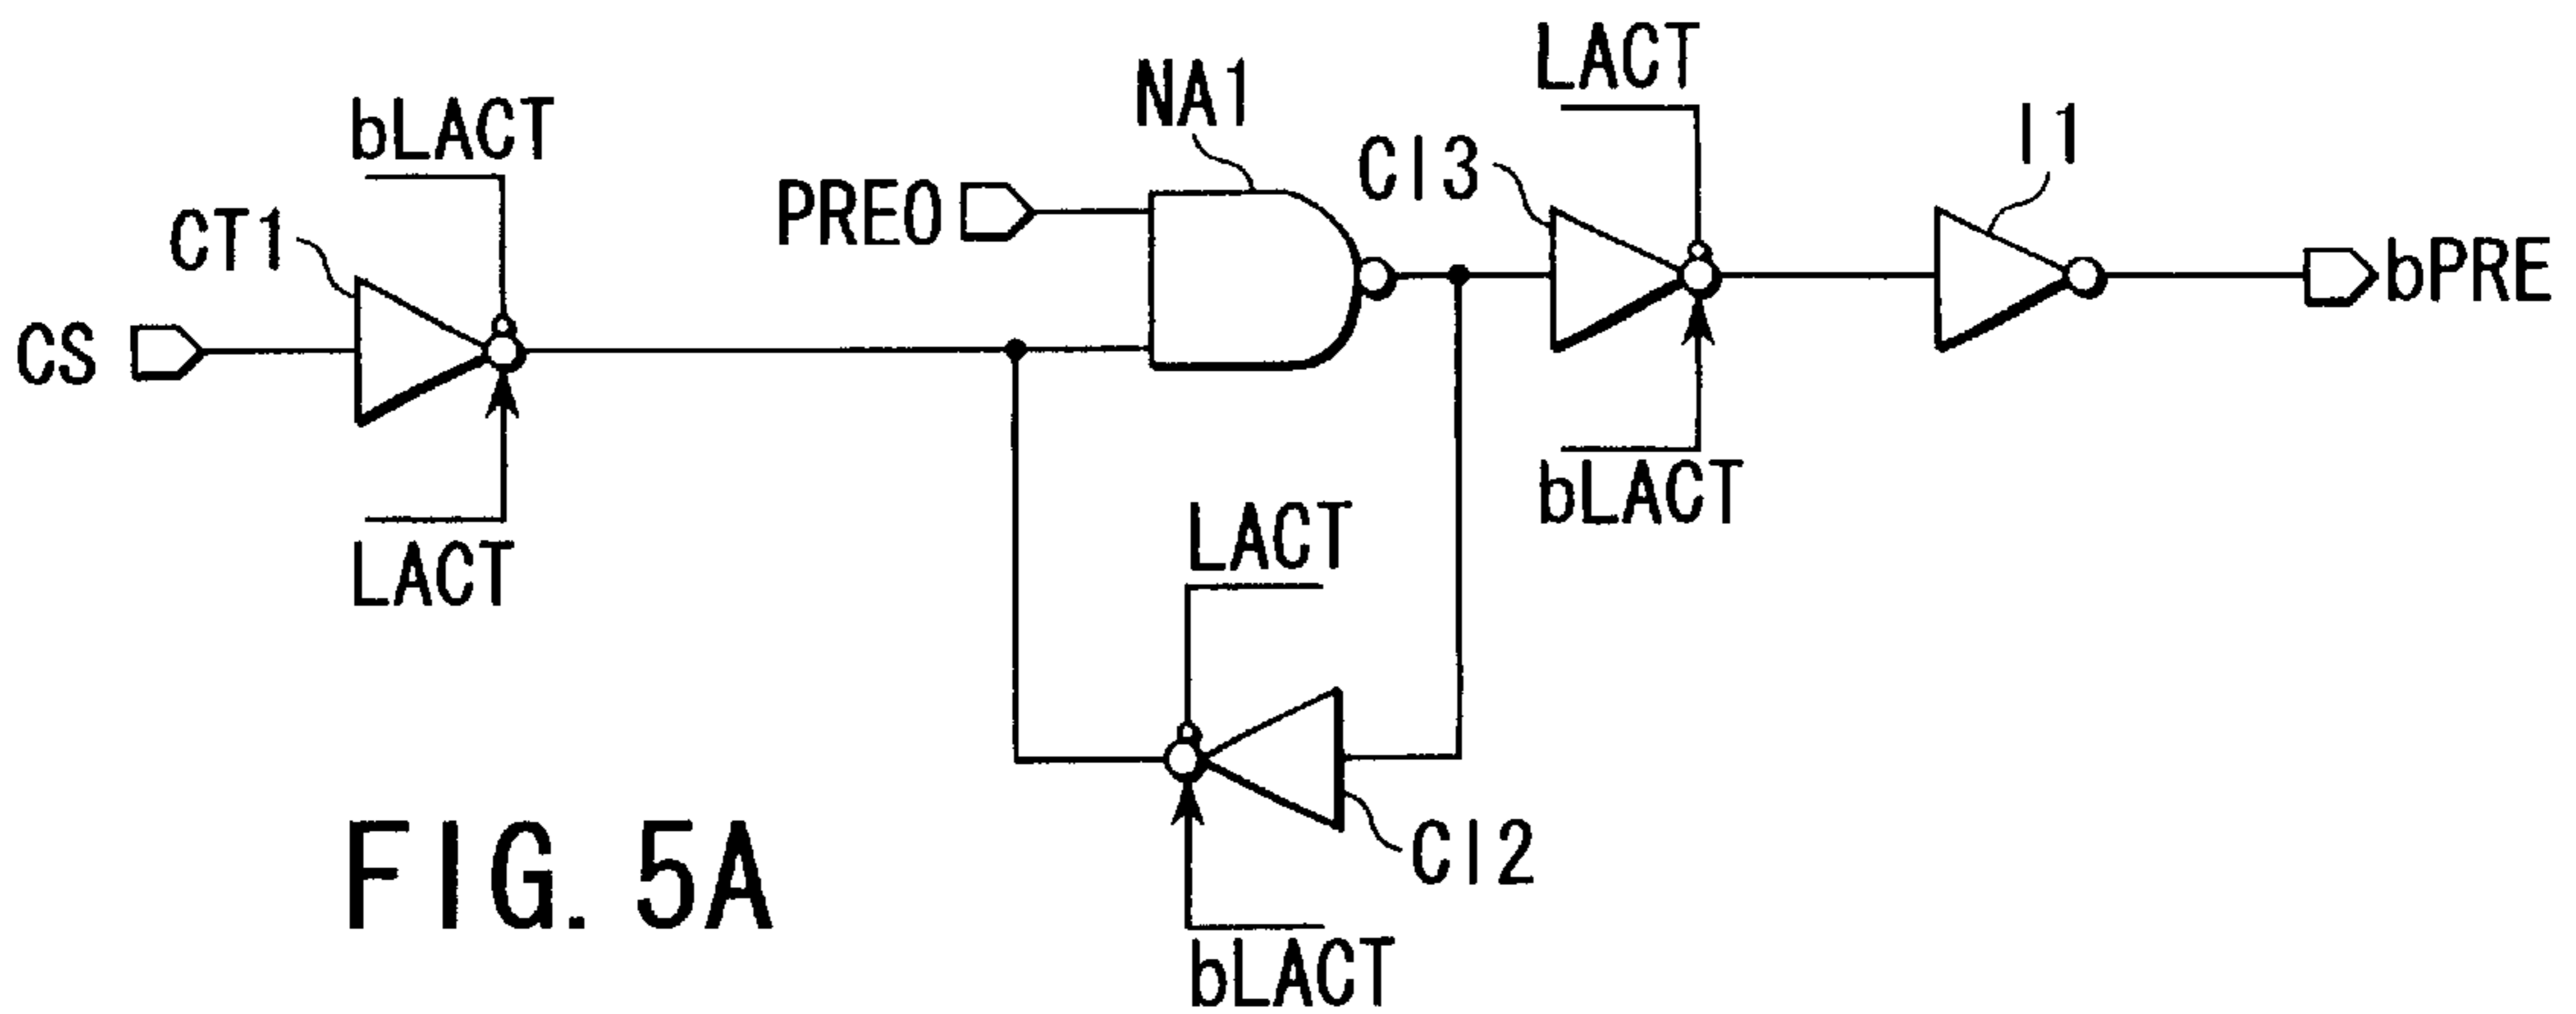 LACT
NA1
bLACT
I1
CI3
PRE0
CT1
bPRE
CS
bLACT
LACT
LACT
CI2
FIG. 5A
bLACT